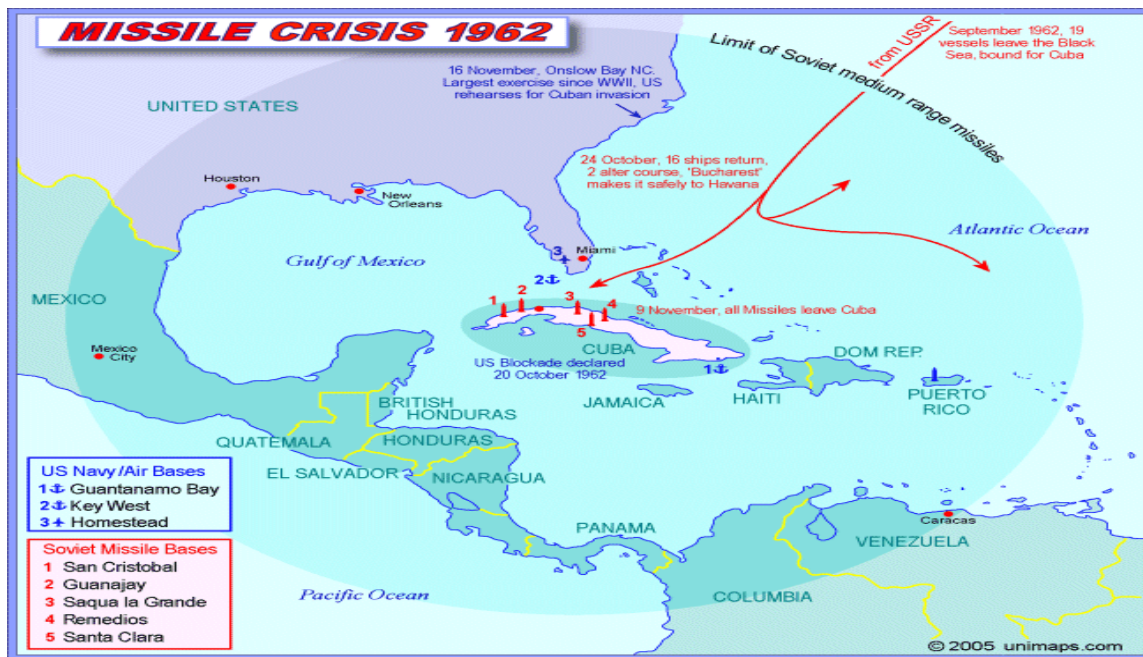 MISSILE CRISIS 1962
from USSR
September 1962, 19
vessels leave the Black
Sea, bound for Cuba
Limit of Soviet medium range missiles
16 November, Onslow Bay NC.
Largest exercise since WWII, US
rehearses for Cuban invasion
UNITED STATES
24 October, 16 ships return,
2 alter course, "Bucharest"
makes it safely to Havana
Houston
New
Orleans
Atlantic Ocean
3
Miami
Gulf of Mexico
2
MEXICO
1
2
3
4
5
9 November, all Missiles leave Cuba
Mexico
City
CUBA
US Blockade declared
20 October 1962
1
DOM REP.
HAITI
PUERTO
RICO
JAMAICA
BRITISH
HONDURAS
QUATEMALA
HONDURAS
EL SALVADOR
NICARAGUA
PANAMA
Caracas
VENEZUELA
COLUMBIA
Pacific Ocean
US Navy/Air Bases
1 Guantanamo Bay
2 Key West
3 Homestead
Soviet Missile Bases
1 San Cristobal
2 Guanajay
3 Saqua la Grande
4 Remedios
5 Santa Clara
© 2005 unimaps.com